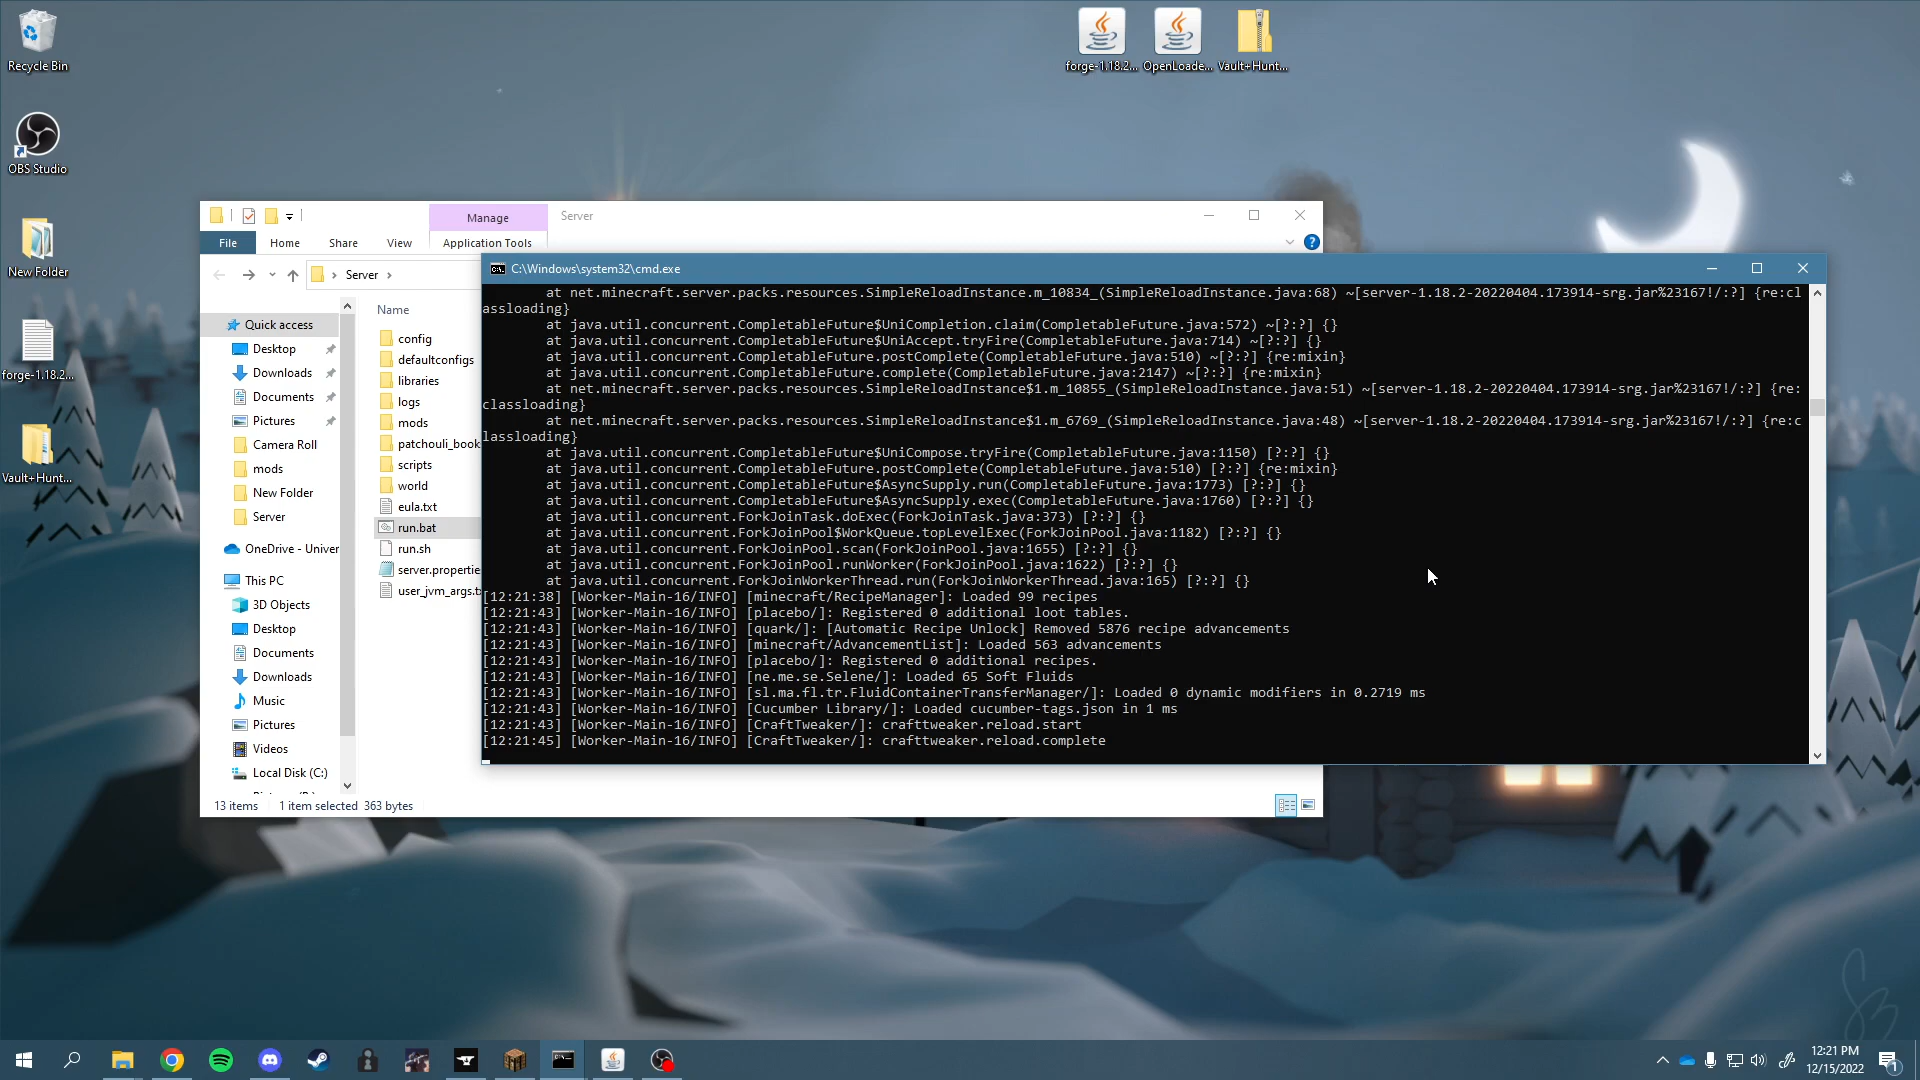 Recycle Bin
OBS Studio
New Folder
forge-1.18.2...
Vault+Hunt...
forge-1.18.2...
OpenLoade...
Vault+Hunt...
Manage
Server
File
Home
Share
View
Application Tools
Server
Name
Quick access
Desktop
Downloads
Documents
Pictures
Camera Roll
mods
New Folder
Server
OneDrive - Univer
This PC
3D Objects
Desktop
Documents
Downloads
Music
Pictures
Videos
Local Disk (C:)
config
defaultconfigs
libraries
logs
mods
patchouli_book
scripts
world
eula.txt
run.bat
run.sh
server.propertie
user_jvm_args.tx
13 items
1 item selected 363 bytes
C:\Windows\system32\cmd.exe
at net.minecraft.server.packs.resources.SimpleReloadInstance.m_10834_(SimpleReloadInstance.java:68) ~[server-1.18.2-20220404.173914-srg.jar%23167!/:?] {re:cl
assloading}
at java.util.concurrent.CompletableFuture$UniCompletion.claim(CompletableFuture.java:572) ~[?:?] {}
at java.util.concurrent.CompletableFuture$UniAccept.tryFire(CompletableFuture.java:714) ~[?:?] {}
at java.util.concurrent.CompletableFuture.postComplete(CompletableFuture.java:510) ~[?:?] {re:mixin}
at java.util.concurrent.CompletableFuture.complete(CompletableFuture.java:2147) ~[?:?] {re:mixin}
at net.minecraft.server.packs.resources.SimpleReloadInstance$1.m_10855_(SimpleReloadInstance.java:51) ~[server-1.18.2-20220404.173914-srg.jar%23167!/:?] {re:
classloading}
at net.minecraft.server.packs.resources.SimpleReloadInstance$1.m_6769_(SimpleReloadInstance.java:48) ~[server-1.18.2-20220404.173914-srg.jar%23167!/:?] {re:c
lassloading}
at java.util.concurrent.CompletableFuture$UniCompose.tryFire(CompletableFuture.java:1150) [?:?] {}
at java.util.concurrent.CompletableFuture.postComplete(CompletableFuture.java:510) [?:?] {re:mixin}
at java.util.concurrent.CompletableFuture$AsyncSupply.run(CompletableFuture.java:1773) [?:?] {}
at java.util.concurrent.CompletableFuture$AsyncSupply.exec(CompletableFuture.java:1760) [?:?] {}
at java.util.concurrent.ForkJoinTask.doExec(ForkJoinTask.java:373) [?:?] {}
at java.util.concurrent.ForkJoinPool$WorkQueue.topLevelExec(ForkJoinPool.java:1182) [?:?] {}
at java.util.concurrent.ForkJoinPool.scan(ForkJoinPool.java:1655) [?:?] {}
at java.util.concurrent.ForkJoinPool.runWorker(ForkJoinPool.java:1622) [?:?] {}
at java.util.concurrent.ForkJoinWorkerThread.run(ForkJoinWorkerThread.java:165) [?:?] {}
[12:21:38] [Worker-Main-16/INFO] [minecraft/RecipeManager]: Loaded 99 recipes
[12:21:43] [Worker-Main-16/INFO] [placebo/]: Registered 0 additional loot tables.
[12:21:43] [Worker-Main-16/INFO] [quark/]: [Automatic Recipe Unlock] Removed 5876 recipe advancements
[12:21:43] [Worker-Main-16/INFO] [minecraft/AdvancementList]: Loaded 563 advancements
[12:21:43] [Worker-Main-16/INFO] [placebo/]: Registered 0 additional recipes.
[12:21:43] [Worker-Main-16/INFO] [ne.me.se.Selene/]: Loaded 65 Soft Fluids
[12:21:43] [Worker-Main-16/INFO] [sl.ma.fl.tr.FluidContainerTransferManager/]: Loaded 0 dynamic modifiers in 0.2719 ms
[12:21:43] [Worker-Main-16/INFO] [Cucumber Library/]: Loaded cucumber-tags.json in 1 ms
[12:21:43] [Worker-Main-16/INFO] [CraftTweaker/]: crafttweaker.reload.start
[12:21:45] [Worker-Main-16/INFO] [CraftTweaker/]: crafttweaker.reload.complete
12:21 PM
12/15/2022
1